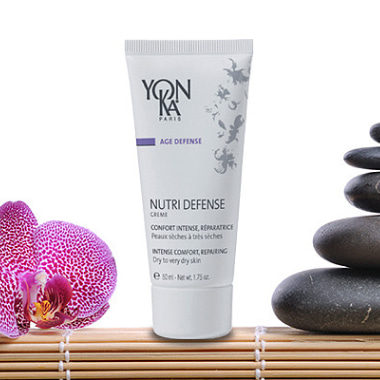 YON
KA
PARIS
AGE DEFENSE
NUTRI DEFENSE
CREME
CONFORT INTENSE, RÉPARATRICE
Peaux sèches à très sèches
INTENSE COMFORT, REPAIRING
Dry to very dry skin
50 ml - Net wt. 1.75 oz.